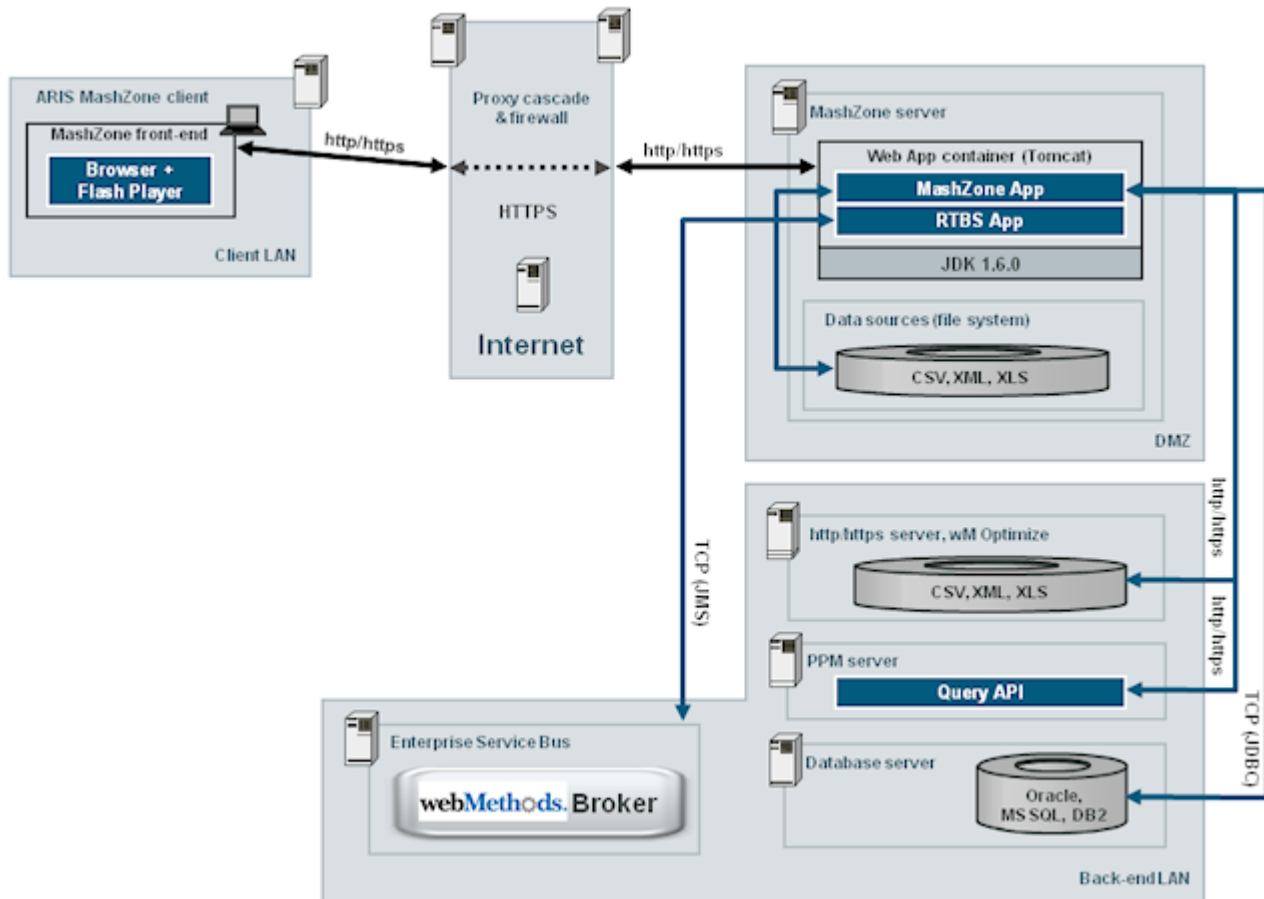 ARIS MashZone client
MashZone front-end
Browser +
Flash Player
Client LAN
http/https
Proxy cascade
& firewall
HTTPS
Internet
http/https
MashZone server
Web App container (Tomcat)
MashZone App
RTBS App
JDK 1.6.0
Data sources (file system)
CSV, XML, XLS
DMZ
TCP (JMS)
http/https
http/https
TCP (JDBC)
http/https server, wM Optimize
CSV, XML, XLS
PPM server
Query API
Enterprise Service Bus
webMethods. Broker
Database server
Oracle,
MS SQL, DB2
Back-end LAN